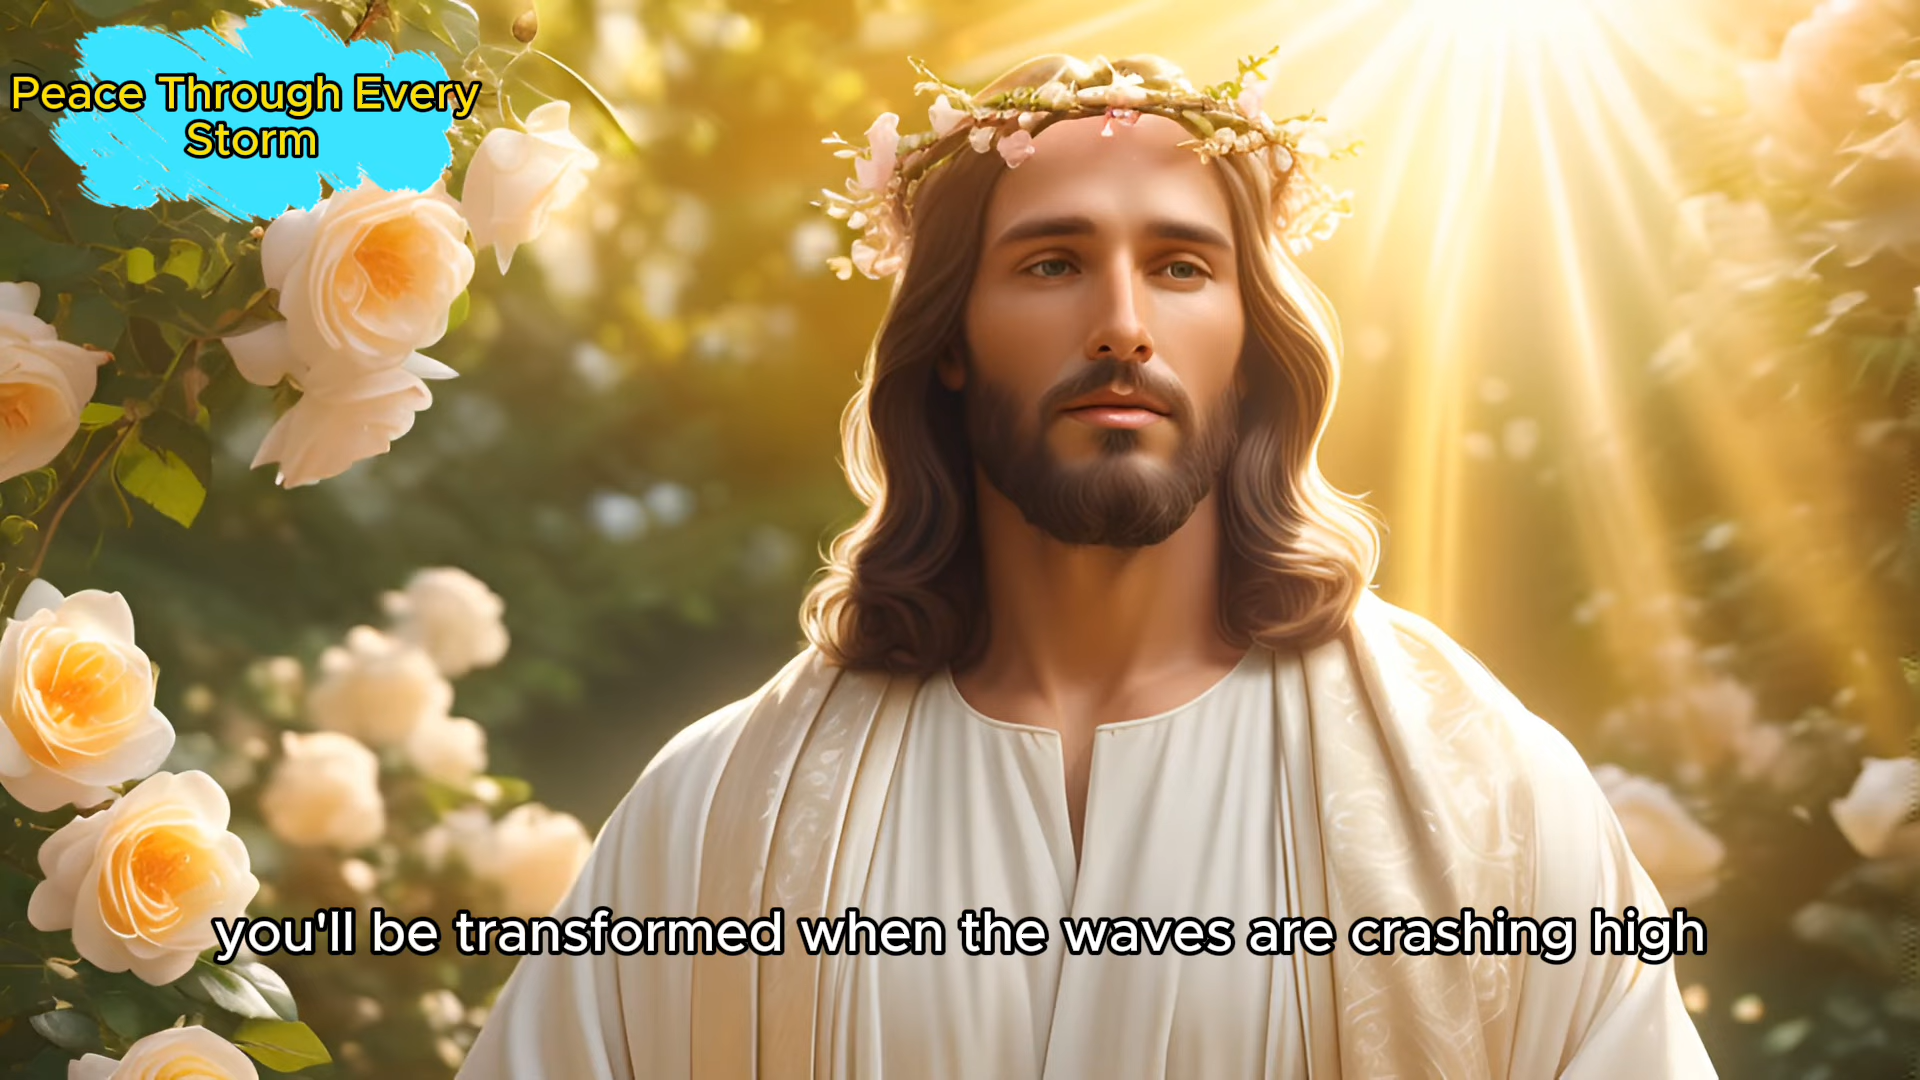 Peace Through Every
Storm
you'll be transformed when the waves are crashing high